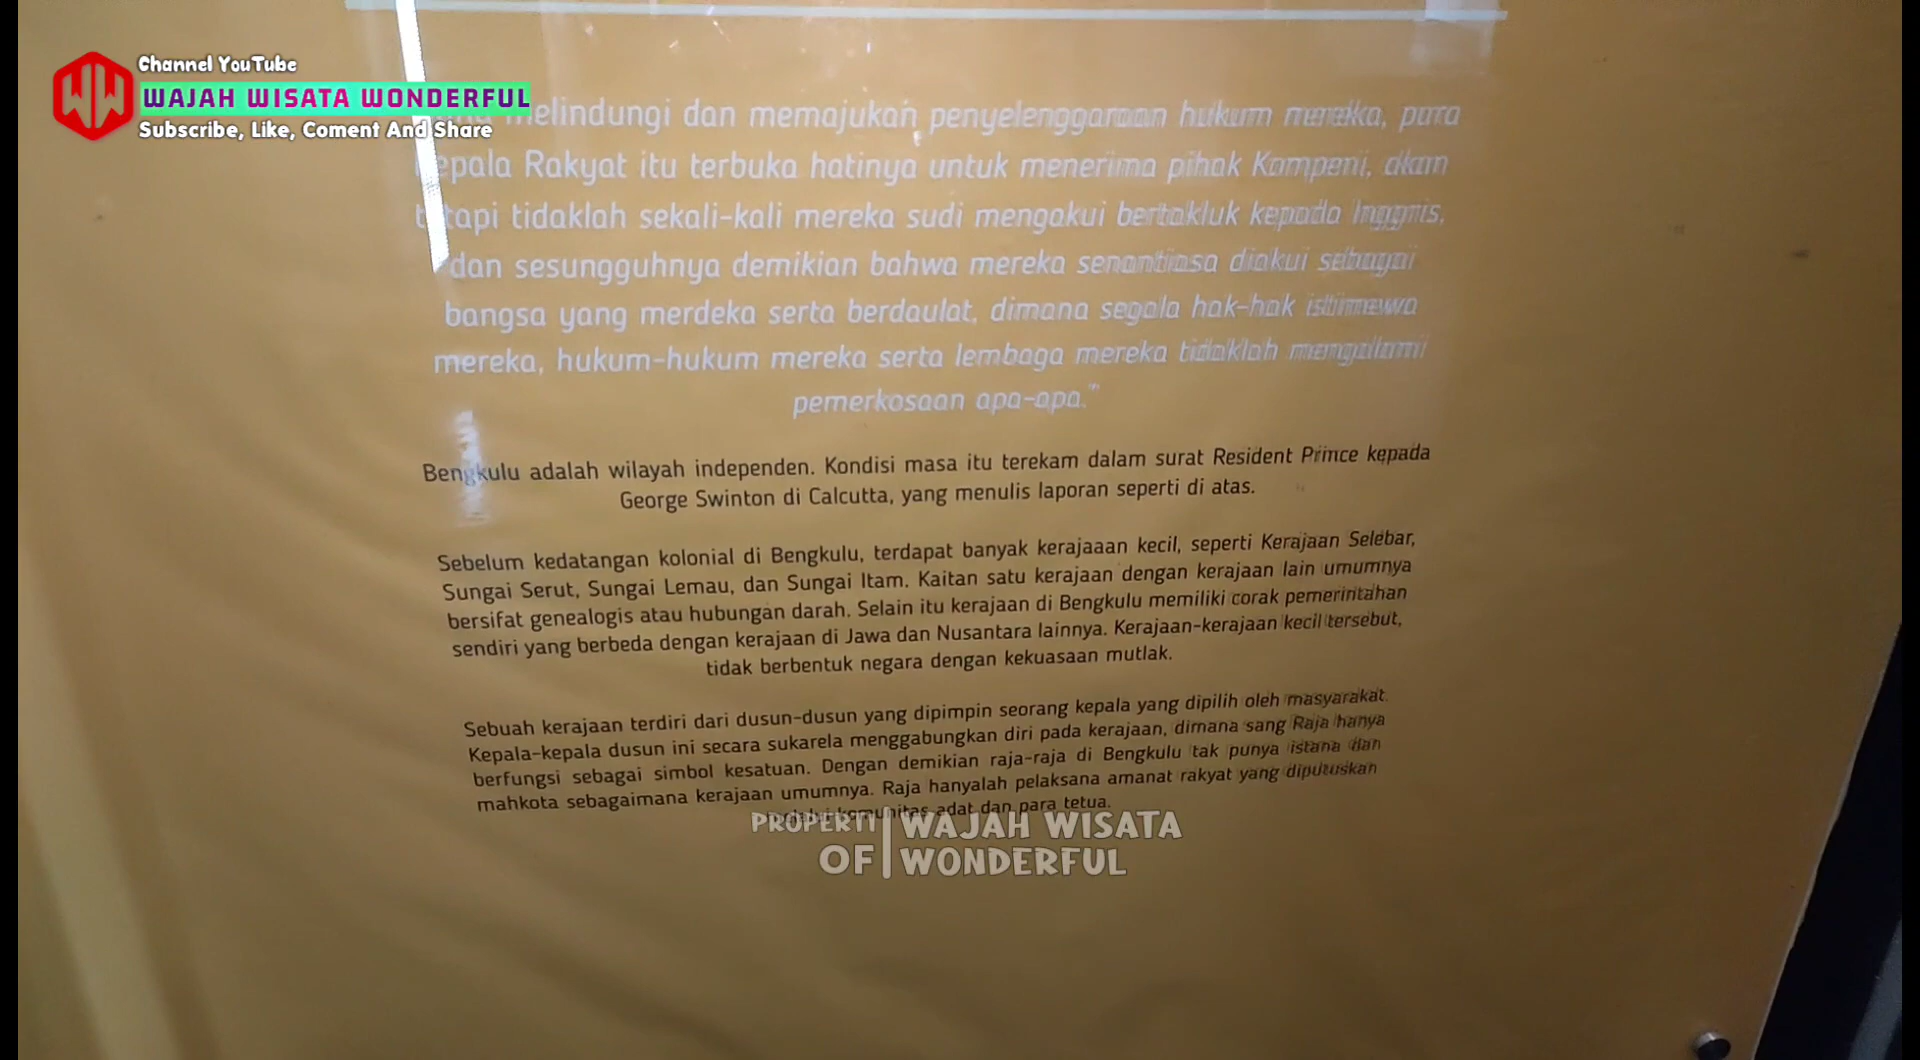 Channel YouTube
WAJAH WISATA WONDERFUL
Subscribe, Like, Coment And Share
melindungi dan memajukan penyelenggaraan hukum mereka, para
kepala Rakyat itu terbuka hatinya untuk menerima pihak Kompeni, akan
tetapi tidaklah sekali-kali mereka sudi mengakui bertakluk kepada Inggris,
dan sesungguhnya demikian bahwa mereka senantiasa diakui sebagai
bangsa yang merdeka serta berdaulat, dimana segala hak-hak istimewa
mereka, hukum-hukum mereka serta lembaga mereka tidaklah mengalami
pemerkosaan apa-apa."
Bengkulu adalah wilayah independen. Kondisi masa itu terekam dalam surat Resident Prince kepada
George Swinton di Calcutta, yang menulis laporan seperti di atas.
Sebelum kedatangan kolonial di Bengkulu, terdapat banyak kerajaaan kecil, seperti Kerajaan Selebar,
Sungai Serut, Sungai Lemau, dan Sungai Itam. Kaitan satu kerajaan dengan kerajaan lain umumnya
bersifat genealogis atau hubungan darah. Selain itu kerajaan di Bengkulu memiliki corak pemerintahan
sendiri yang berbeda dengan kerajaan di Jawa dan Nusantara lainnya. Kerajaan-kerajaan kecil tersebut,
tidak berbentuk negara dengan kekuasaan mutlak.
Sebuah kerajaan terdiri dari dusun-dusun yang dipimpin seorang kepala yang dipilih oleh masyarakat.
Kepala-kepala dusun ini secara sukarela menggabungkan diri pada kerajaan, dimana sang Raja hanya
berfungsi sebagai simbol kesatuan. Dengan demikian raja-raja di Bengkulu tak punya istana dan
mahkota sebagaimana kerajaan umumnya. Raja hanyalah pelaksana amanat rakyat yang diputuskan
melalui komunitas adat dan para tetua.
PROPERTI WAJAH WISATA
OF WONDERFUL